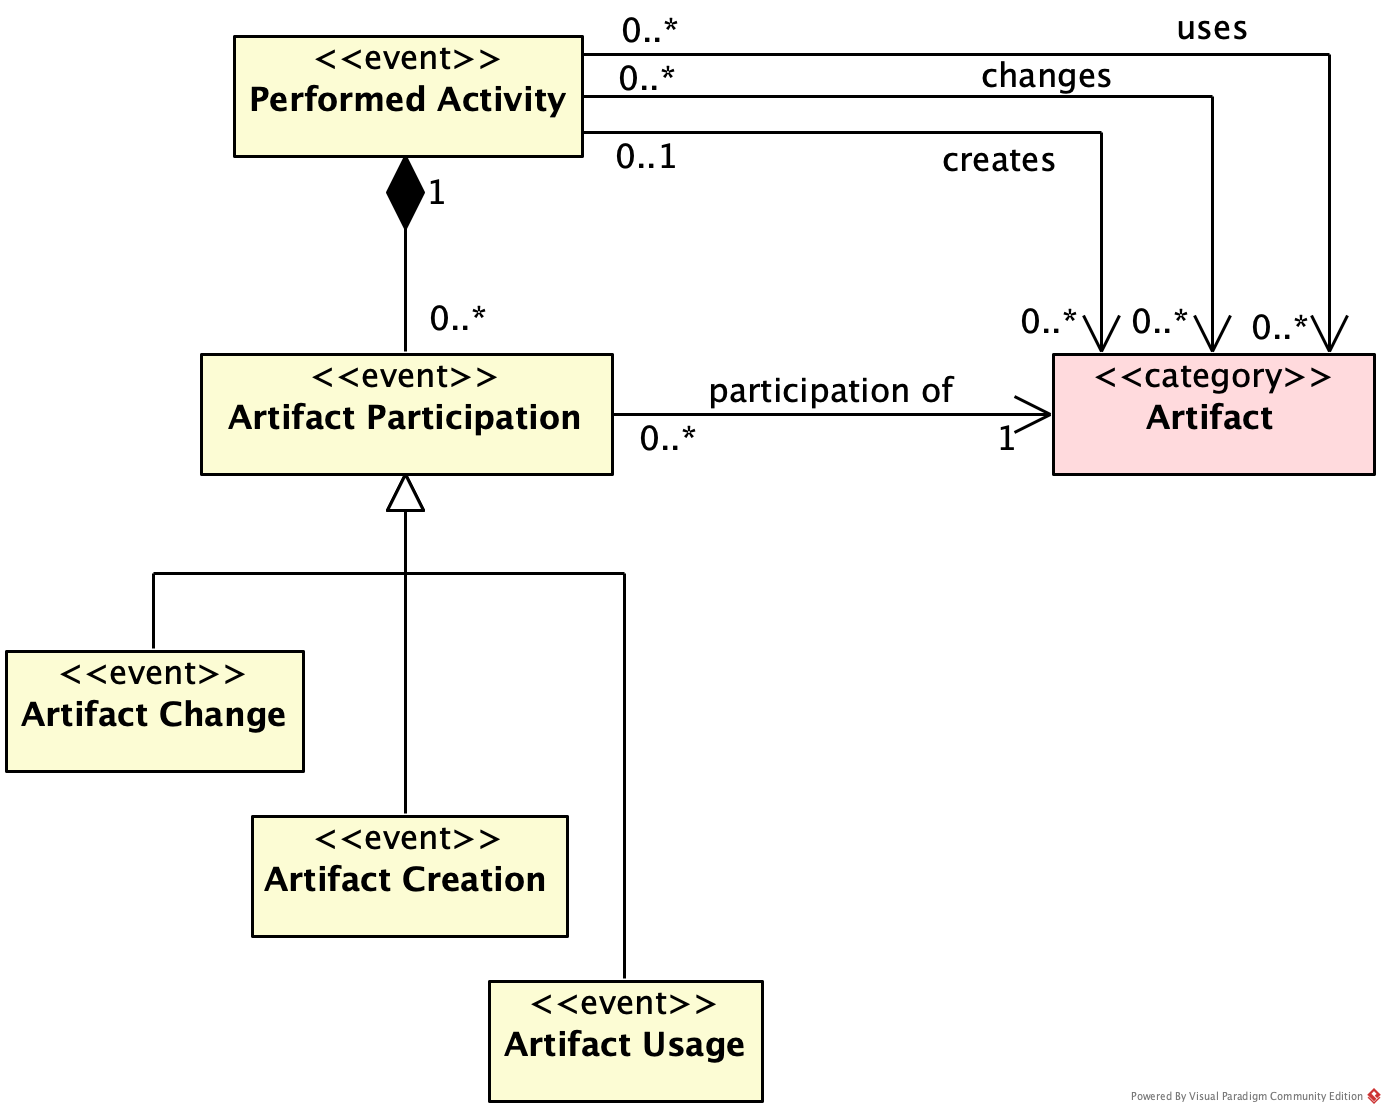 0..*
uses
<<event>>
Performed Activity
0..*
changes
0..1
creates
1
0..*
0..*
0..*
0..*
<<event>>
Artifact Participation
participation of
0..*
1
<<category>>
Artifact
<<event>>
Artifact Change
<<event>>
Artifact Creation
<<event>>
Artifact Usage
Powered By Visual Paradigm Community Edition